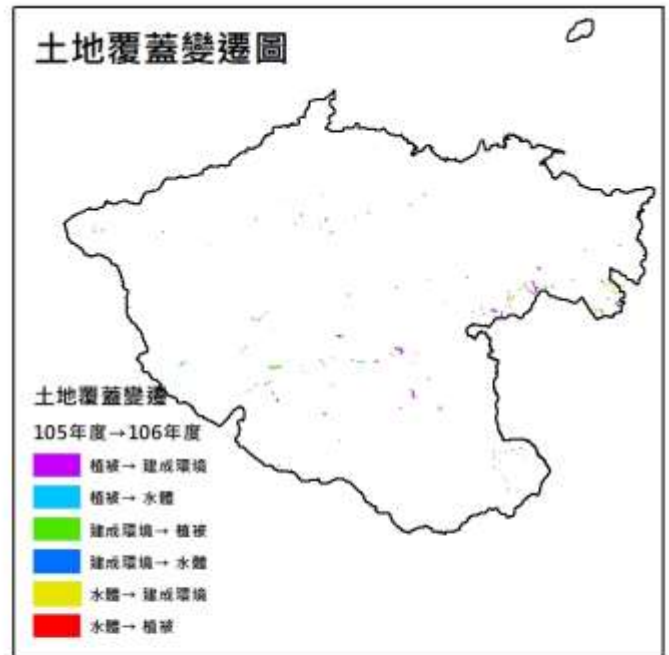 土地覆蓋變遷圖
土地覆蓋變遷
105年度→106年度
植被→ 建成環境
植被→ 水體
建成環境→ 植被
建成環境→ 水體
水體→ 建成環境
水體→ 植被